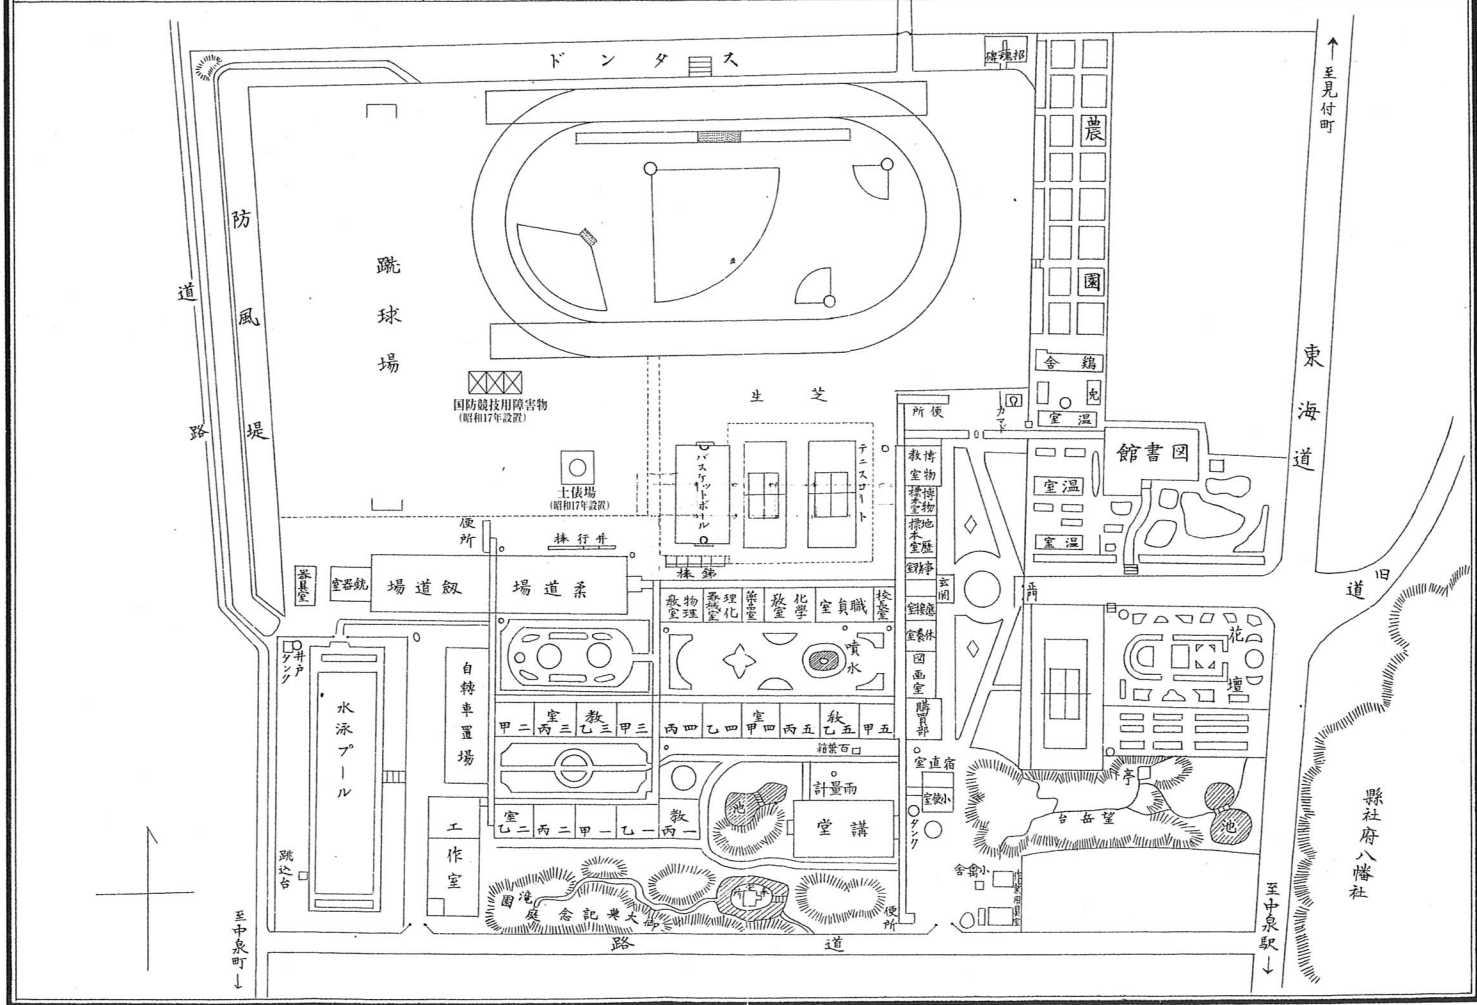 スタンド
招魂碑
↑至見付町
農園
防風堤
道路
蹴球場
国防競技用障害物
(昭和17年設置)
土俵場
(昭和17年設置)
芝生
鶏舎
兎
温室
便所
カマド
図書館
東海道
バスケットボール
テニスコート
博物教室
博物標本室
地歴標本室
温室
温室
便所
井行棒
棒
器具室
銃器室
劔道場
柔道場
物理教室
理化器械室
薬品室
化学教室
職員室
校長室
玄関
正門
旧道
應接室
休養室
図画室
購買部
噴水
花壇
井戸
タンク
水泳プール
自轉車置場
甲二
丙三
乙三
甲三
教室
丙四
乙四
甲四
丙五
乙五
甲五
教室
百葉箱
雨量計
宿直室
小使室
タンク
亭
望岳台
池
池
講堂
乙二
丙二
甲一
乙一
丙一
教室
工作室
跳込台
滝園
御大典記念庭
便所
道路
小禽舎
縣社府八幡社
至中泉町↓
至中泉駅↓